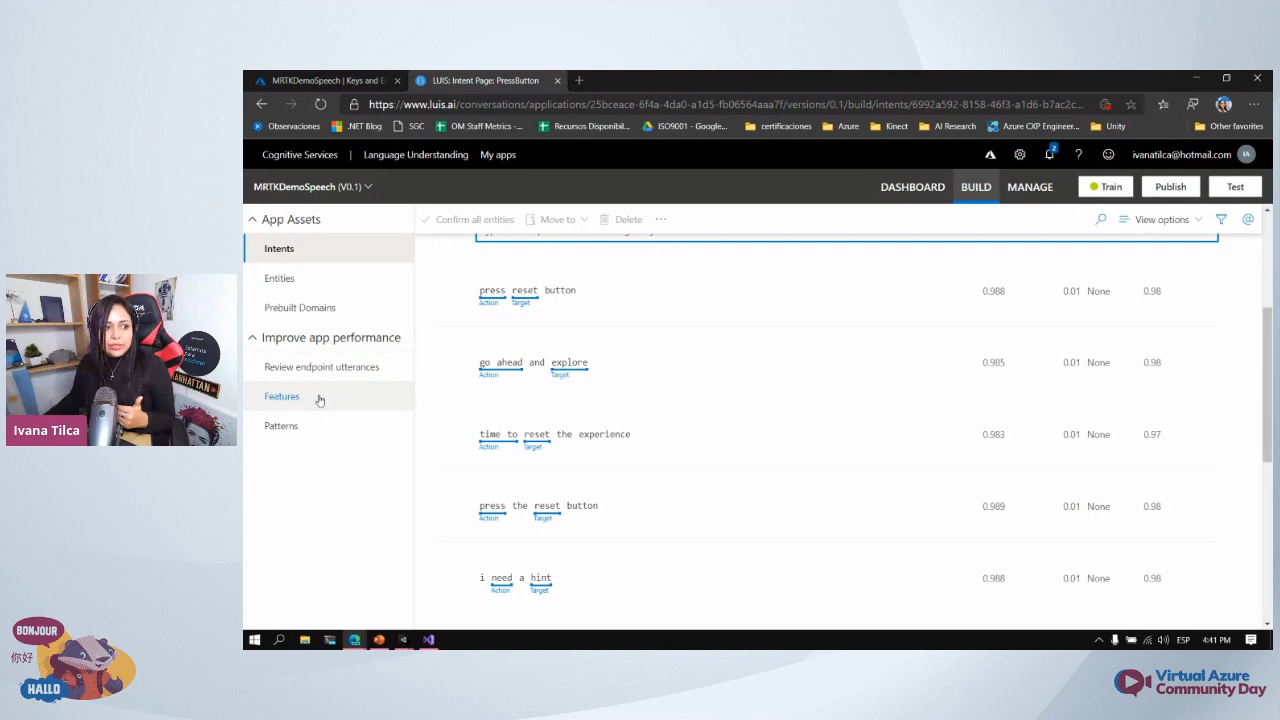 MRTKDemoSpeech | Keys and E
LUIS: Intent Page: PressButton
https://www.luis.ai/conversations/applications/25bceace-6f4a-4da0-a1d5-fb06564aaa7f/versions/0.1/build/intents/6992a592-8158-46f3-a1d6-b7ac2c...
Observaciones .NET Blog SGC OM Staff Metrics -... Recursos Disponibil... ISO9001 - Google... certificaciones Azure Kinect AI Research Azure CXP Engineer... Unity Other favorites
Cognitive Services | Language Understanding My apps 2 ? ivanatilca@hotmail.com IA
MRTKDemoSpeech (V0.1) DASHBOARD BUILD MANAGE Train Publish Test
App Assets
Intents
Entities
Prebuilt Domains
Improve app performance
Review endpoint utterances
Features
Patterns
Confirm all entities Move to Delete ... View options
press reset button 0.988 0.01 None 0.98
Action Target
go ahead and explore 0.985 0.01 None 0.98
Action Target
time to reset the experience 0.983 0.01 None 0.97
Action Target
press the reset button 0.989 0.01 None 0.98
Action Target
i need a hint 0.988 0.01 None 0.98
Action Target
ESP 4:41 PM
MANHATTAN
Ivana Tilca
BONJOUR
你好
HALLO
Virtual Azure
Community Day